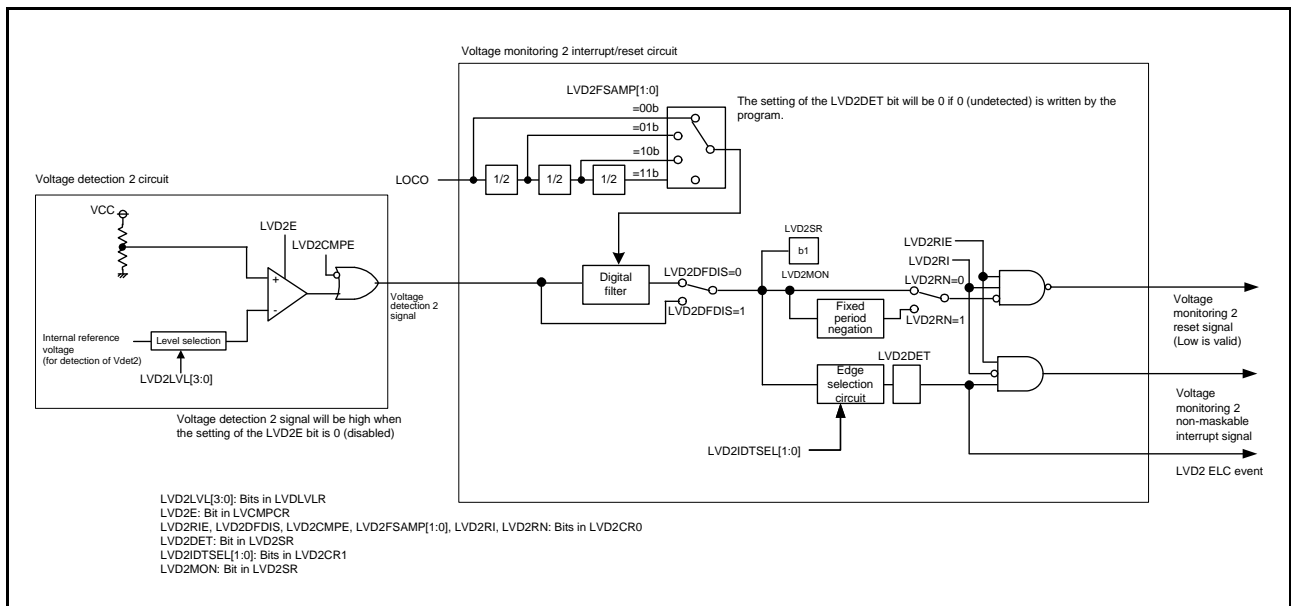 Voltage monitoring 2 interrupt/reset circuit
LVD2FSAMP[1:0]
=00b
=01b
=10b
=11b
The setting of the LVD2DET bit will be 0 if 0 (undetected) is written by the
program.
LOCO
1/2
1/2
1/2
Voltage detection 2 circuit
VCC
LVD2E
LVD2CMPE
+
-
Internal reference
voltage
(for detection of Vdet2)
Level selection
LVD2LVL[3:0]
Voltage
detection 2
signal
Voltage detection 2 signal will be high when
the setting of the LVD2E bit is 0 (disabled)
Digital
filter
LVD2DFDIS=0
LVD2DFDIS=1
LVD2SR
b1
LVD2MON
Fixed
period
negation
LVD2RIE
LVD2RI
LVD2RN=0
LVD2RN=1
LVD2DET
Edge
selection
circuit
LVD2IDTSEL[1:0]
Voltage
monitoring 2
reset signal
(Low is valid)
Voltage
monitoring 2
non-maskable
interrupt signal
LVD2 ELC event
LVD2LVL[3:0]: Bits in LVDLVLR
LVD2E: Bit in LVCMPCR
LVD2RIE, LVD2DFDIS, LVD2CMPE, LVD2FSAMP[1:0], LVD2RI, LVD2RN: Bits in LVD2CR0
LVD2DET: Bit in LVD2SR
LVD2IDTSEL[1:0]: Bits in LVD2CR1
LVD2MON: Bit in LVD2SR